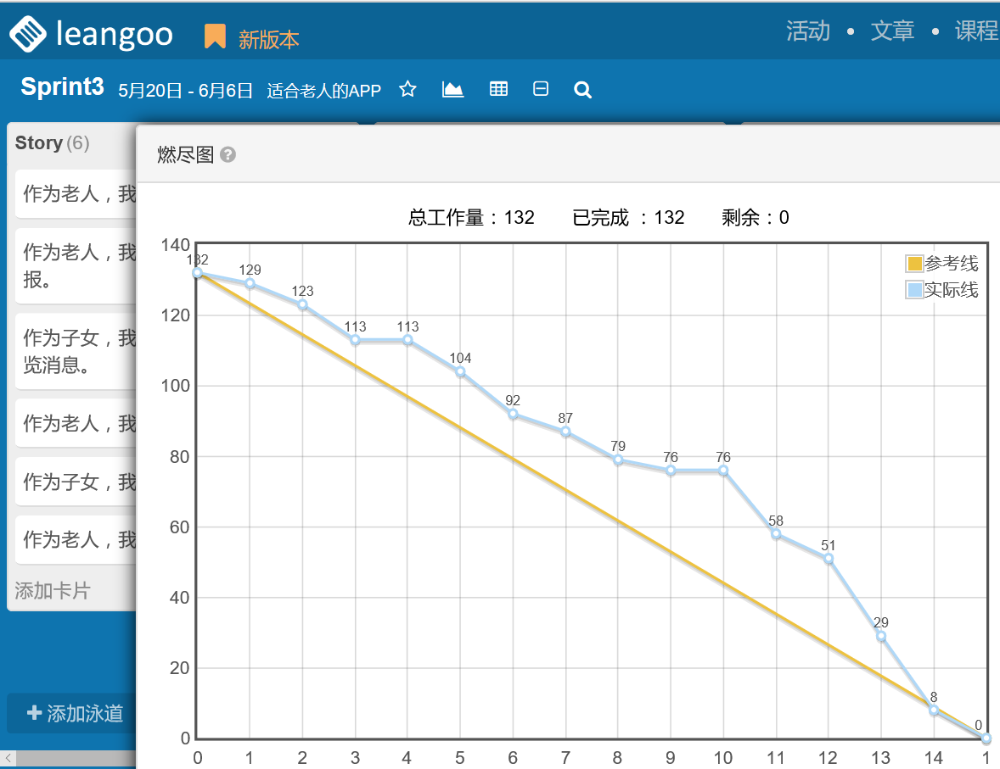 leangoo 新版本 活动 • 文章 • 课程
Sprint3 5月20日 - 6月6日 适合老人的APP
Story (6)
作为老人，我
作为老人，我
报。
作为子女，我
览消息。
作为老人，我
作为子女，我
作为老人，我
添加卡片
添加泳道
燃尽图
总工作量：132 已完成 ：132 剩余：0
参考线
实际线
140
120
100
80
60
40
20
0
132
129
123
113
113
104
92
87
79
76
76
58
51
29
8
0
0 1 2 3 4 5 6 7 8 9 10 11 12 13 14 1